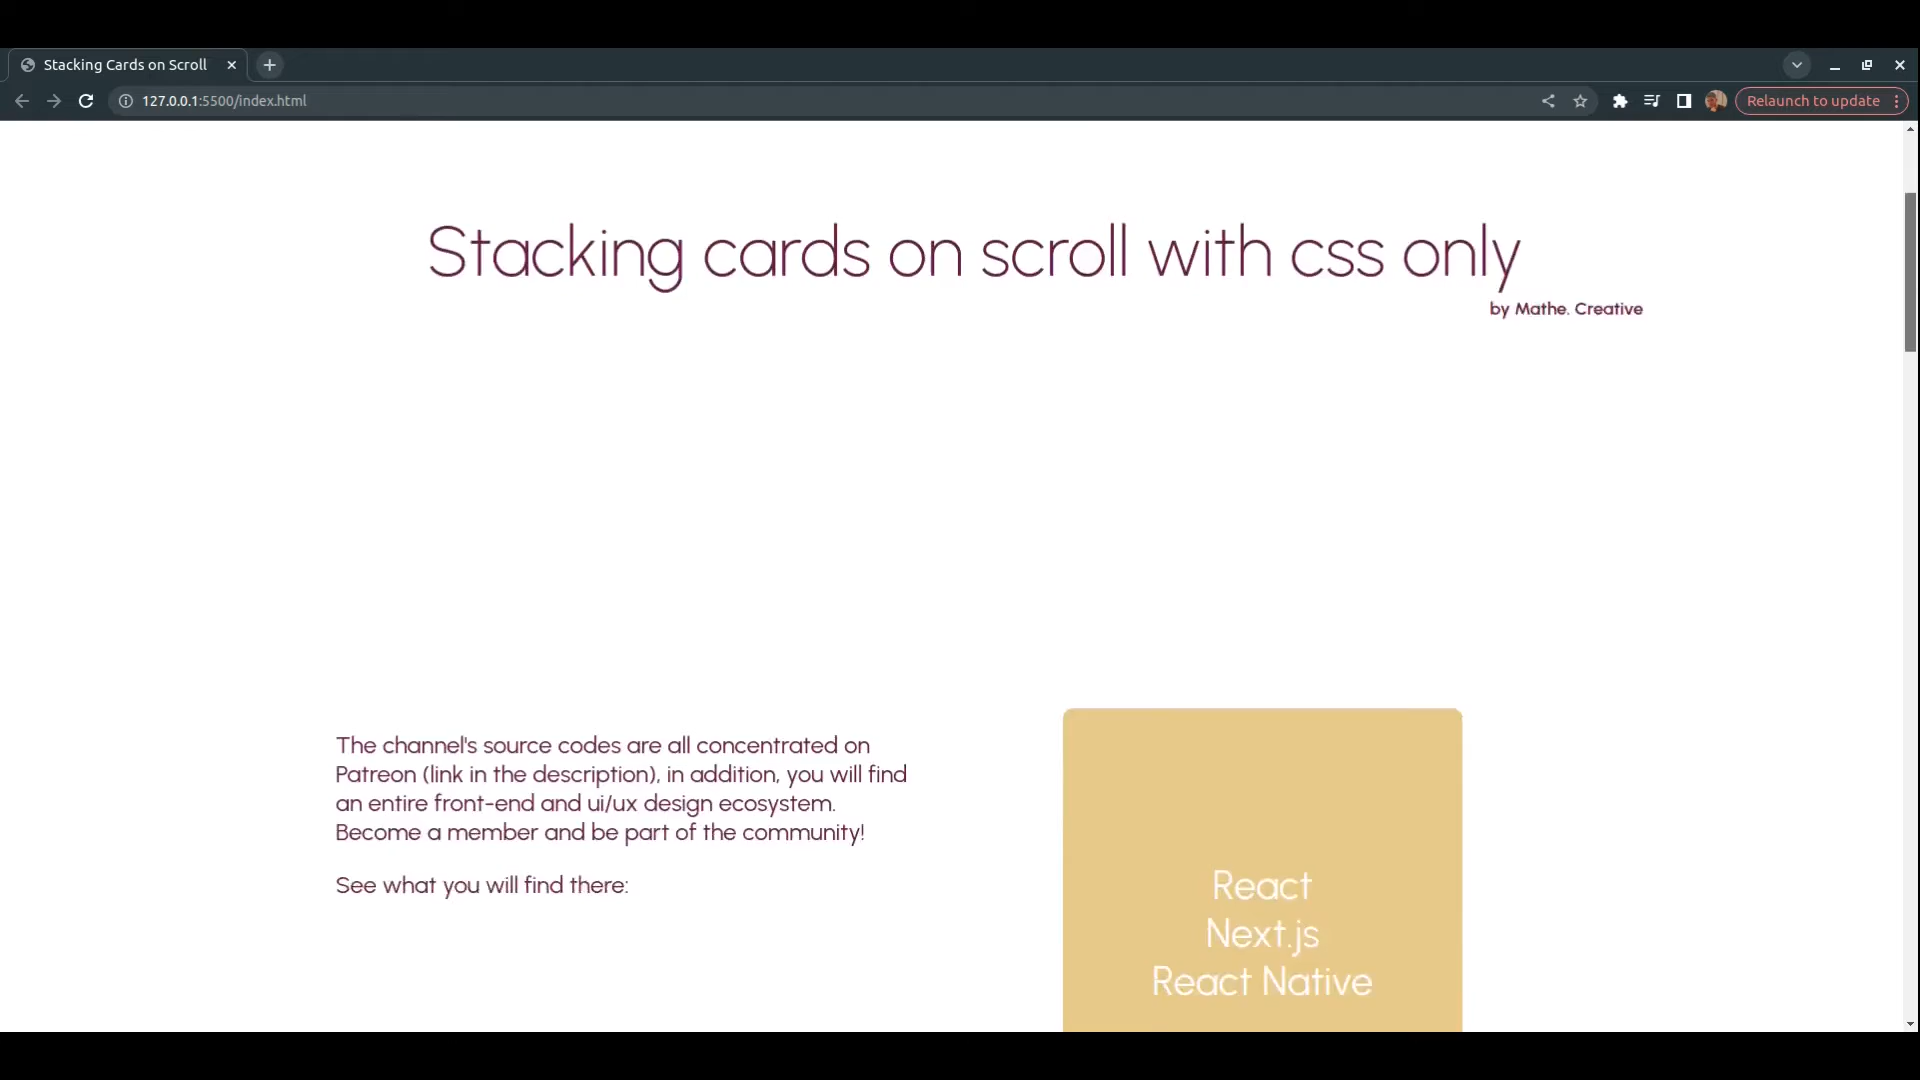 Stacking Cards on Scroll
127.0.0.1:5500/index.html
Relaunch to update
Stacking cards on scroll with css only
by Mathe. Creative
The channel's source codes are all concentrated on
Patreon (link in the description), in addition, you will find
an entire front-end and ui/ux design ecosystem.
Become a member and be part of the community!
See what you will find there:
React
Next.js
React Native